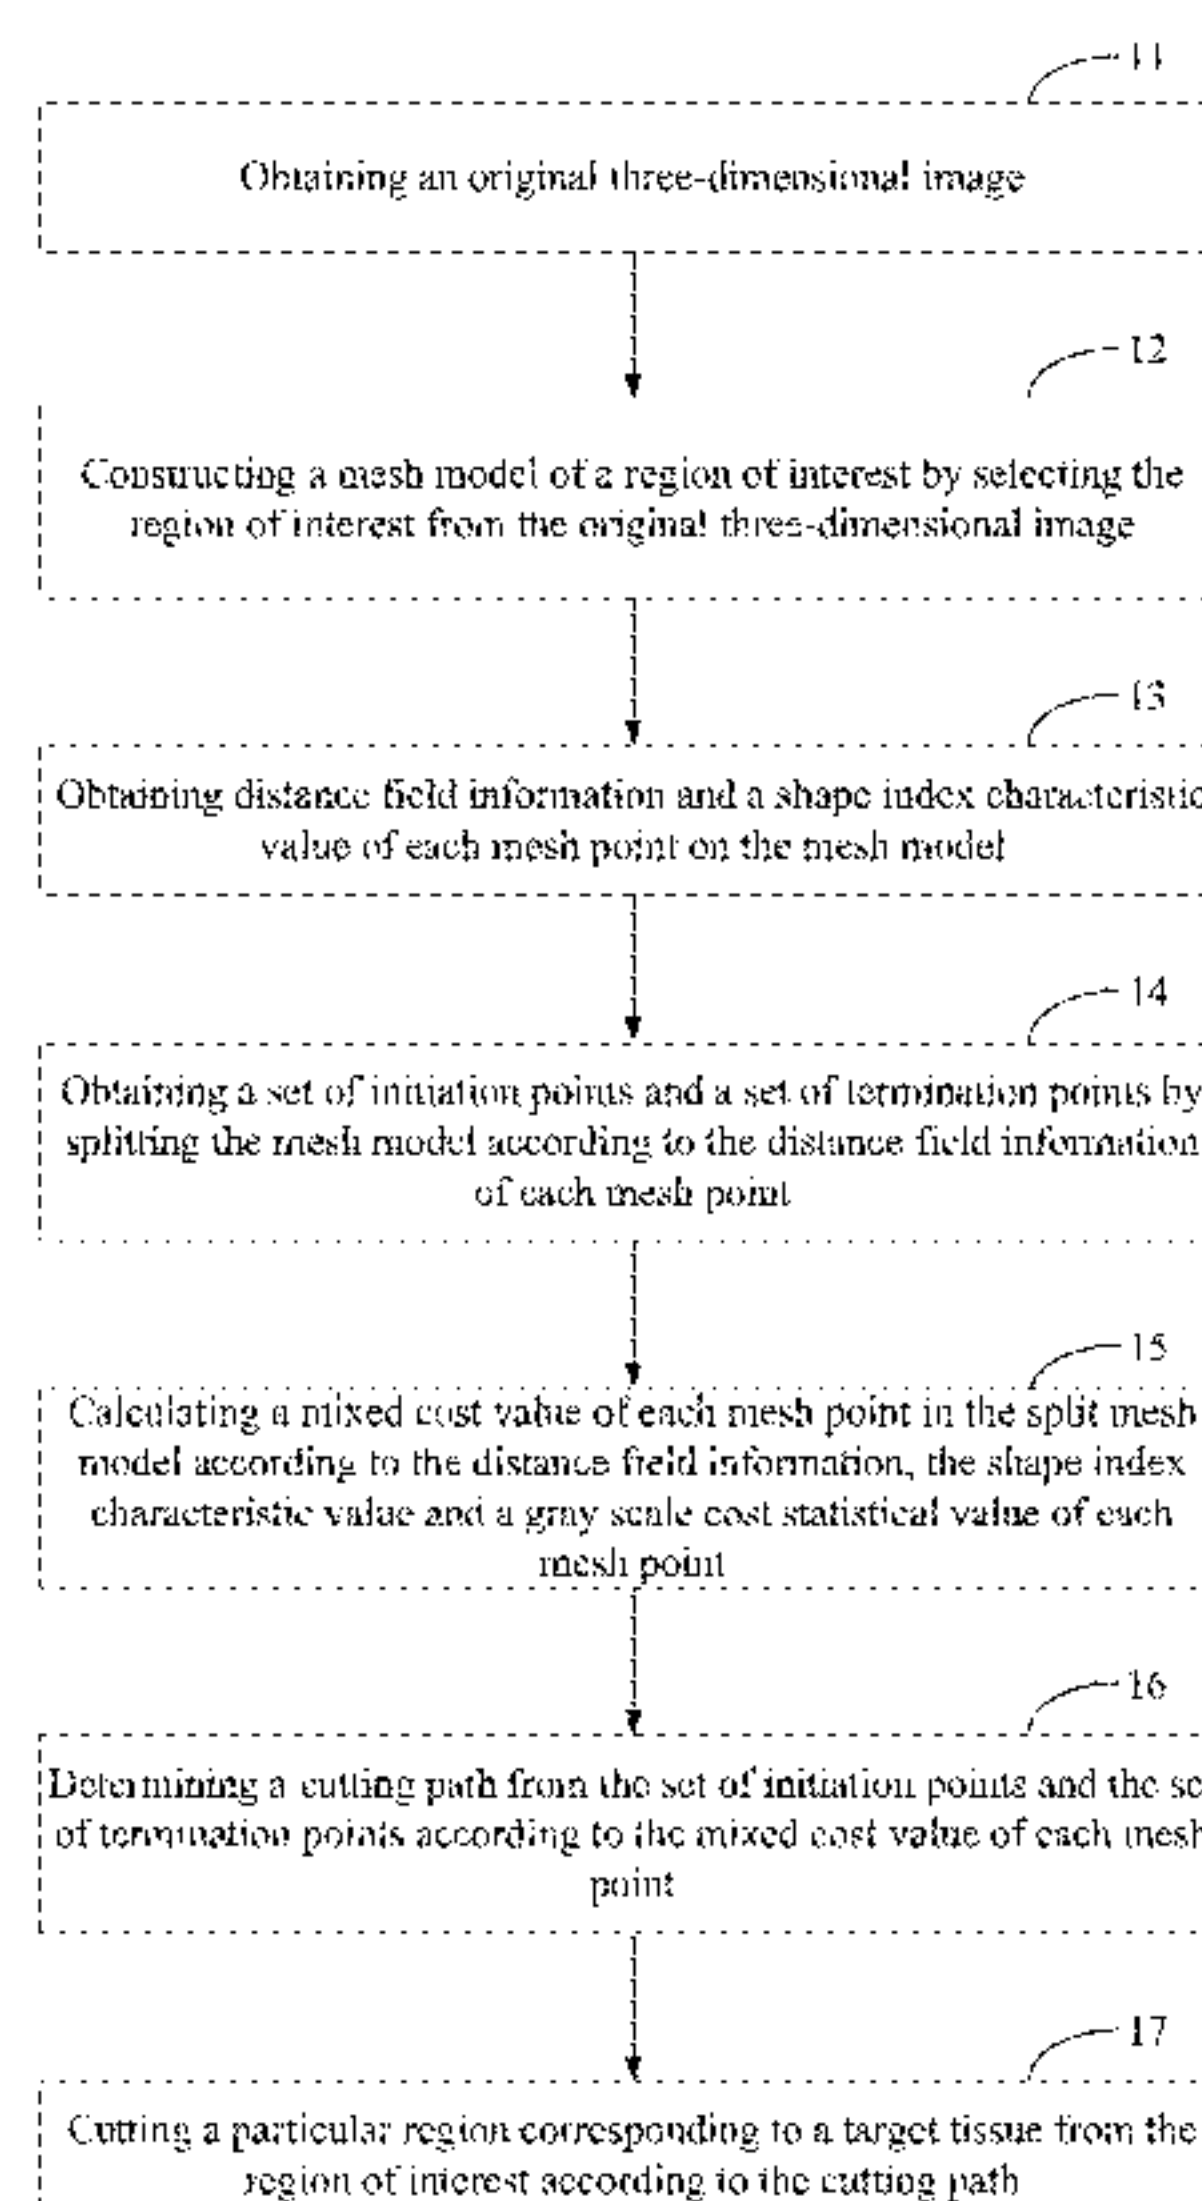 11
Obtaining an original three-dimensional image
12
Constructing a mesh model of a region of interest by selecting the
region of interest from the original three-dimensional image
13
Obtaining distance field information and a shape index characteristic
value of each mesh point on the mesh model
14
Obtaining a set of initiation points and a set of termination points by
splitting the mesh model according to the distance field information
of each mesh point
15
Calculating a mixed cost value of each mesh point in the split mesh
model according to the distance field information, the shape index
characteristic value and a gray scale cost statistical value of each
mesh point
16
Determining a cutting path from the set of initiation points and the se
of termination points according to the mixed cost value of each mesh
point
17
Cutting a particular region corresponding to a target tissue from the
region of interest according to the cutting path